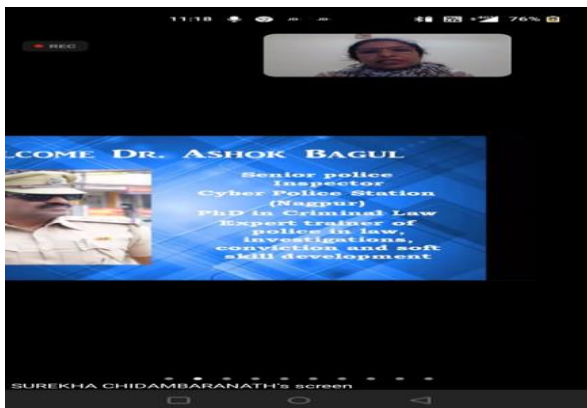 11:18 76%
REC
LCOME DR. ASHOK BAGUL
Senior police
Inspector
Cyber Police Station
(Nagpur)
PhD in Criminal Law
Expert trainer of
police in law,
investigations,
conviction and soft
skill development
SUREKHA CHIDAMBARANATH's screen